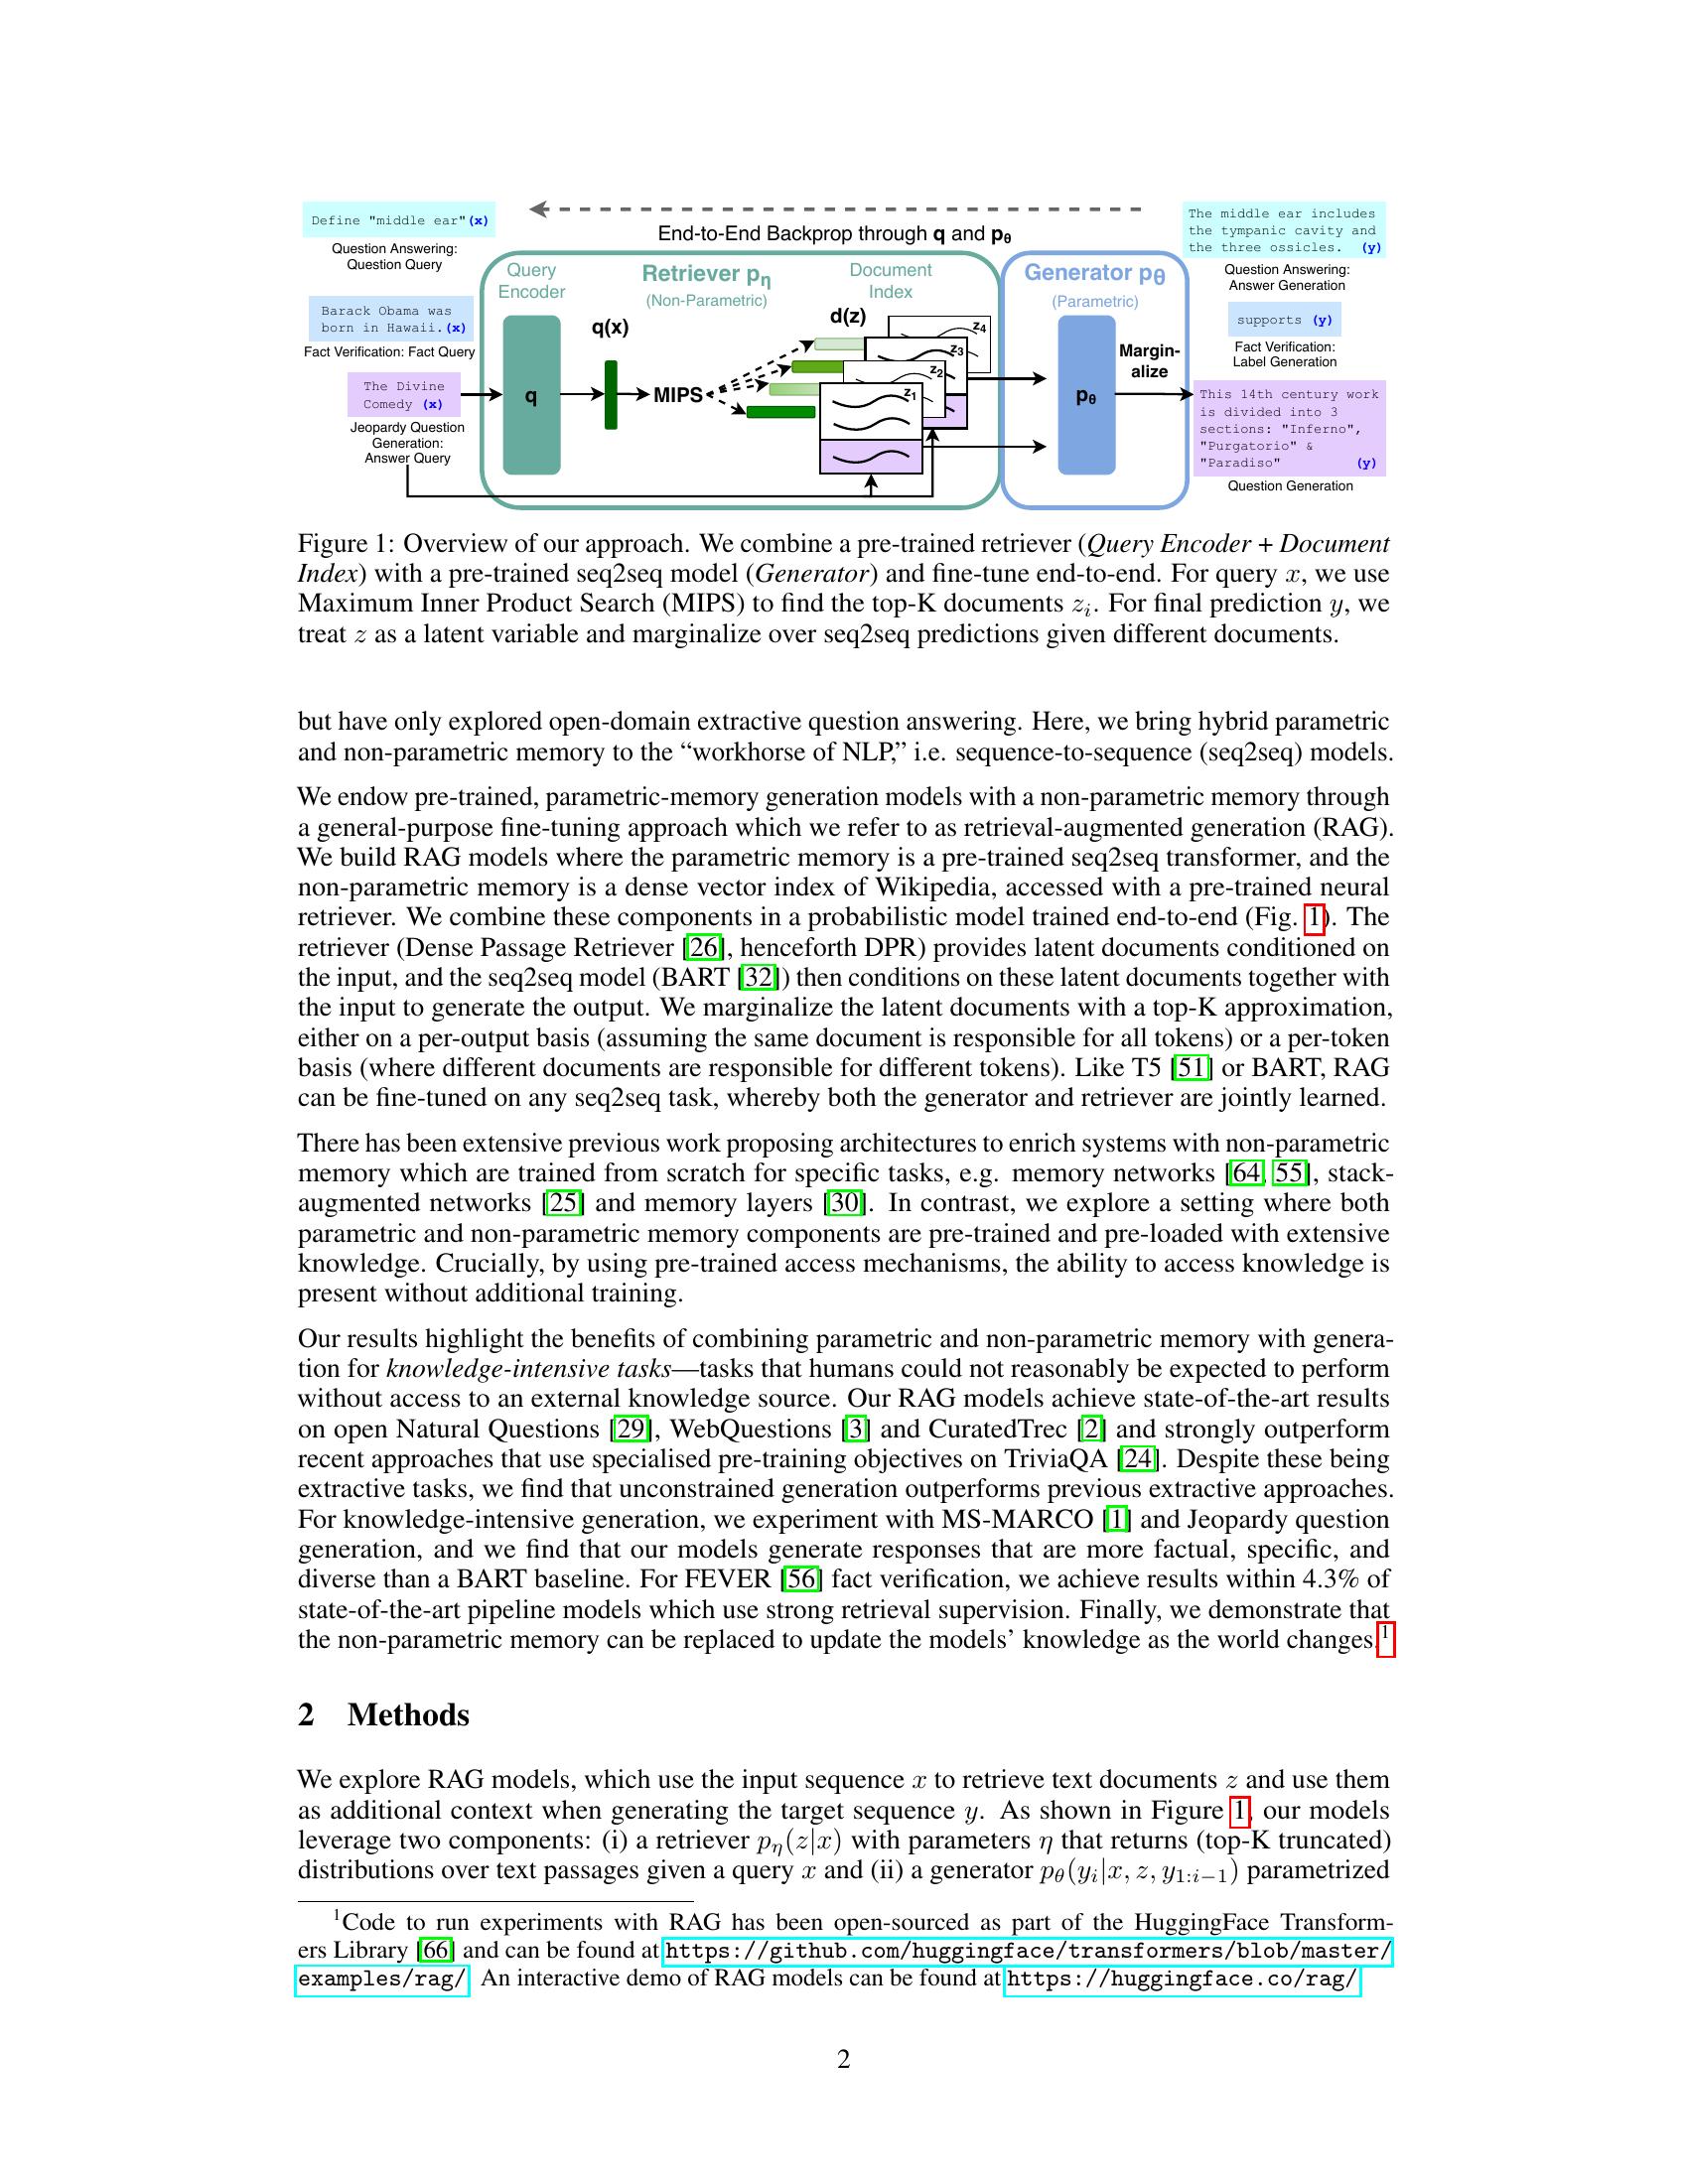 Define "middle ear"(x)
Question Answering:
Question Query
Barack Obama was
born in Hawaii.(x)
Fact Verification: Fact Query
The Divine
Comedy (x)
Jeopardy Question
Generation:
Answer Query
End-to-End Backprop through q and pθ
Query
Encoder
Retriever pη
(Non-Parametric)
Document
Index
q(x)
d(z)
q
MIPS
z4
z3
z2
z1
Generator pθ
(Parametric)
pθ
Margin-
alize
The middle ear includes
the tympanic cavity and
the three ossicles. (y)
Question Answering:
Answer Generation
supports (y)
Fact Verification:
Label Generation
This 14th century work
is divided into 3
sections: "Inferno",
"Purgatorio" &
"Paradiso" (y)
Question Generation
Figure 1: Overview of our approach. We combine a pre-trained retriever (Query Encoder + Document
Index) with a pre-trained seq2seq model (Generator) and fine-tune end-to-end. For query x, we use
Maximum Inner Product Search (MIPS) to find the top-K documents zi. For final prediction y, we
treat z as a latent variable and marginalize over seq2seq predictions given different documents.
but have only explored open-domain extractive question answering. Here, we bring hybrid parametric
and non-parametric memory to the “workhorse of NLP,” i.e. sequence-to-sequence (seq2seq) models.
We endow pre-trained, parametric-memory generation models with a non-parametric memory through
a general-purpose fine-tuning approach which we refer to as retrieval-augmented generation (RAG).
We build RAG models where the parametric memory is a pre-trained seq2seq transformer, and the
non-parametric memory is a dense vector index of Wikipedia, accessed with a pre-trained neural
retriever. We combine these components in a probabilistic model trained end-to-end (Fig. 1). The
retriever (Dense Passage Retriever [26], henceforth DPR) provides latent documents conditioned on
the input, and the seq2seq model (BART [32]) then conditions on these latent documents together with
the input to generate the output. We marginalize the latent documents with a top-K approximation,
either on a per-output basis (assuming the same document is responsible for all tokens) or a per-token
basis (where different documents are responsible for different tokens). Like T5 [51] or BART, RAG
can be fine-tuned on any seq2seq task, whereby both the generator and retriever are jointly learned.
There has been extensive previous work proposing architectures to enrich systems with non-parametric
memory which are trained from scratch for specific tasks, e.g. memory networks [64, 55], stack-
augmented networks [25] and memory layers [30]. In contrast, we explore a setting where both
parametric and non-parametric memory components are pre-trained and pre-loaded with extensive
knowledge. Crucially, by using pre-trained access mechanisms, the ability to access knowledge is
present without additional training.
Our results highlight the benefits of combining parametric and non-parametric memory with genera-
tion for knowledge-intensive tasks—tasks that humans could not reasonably be expected to perform
without access to an external knowledge source. Our RAG models achieve state-of-the-art results
on open Natural Questions [29], WebQuestions [3] and CuratedTrec [2] and strongly outperform
recent approaches that use specialised pre-training objectives on TriviaQA [24]. Despite these being
extractive tasks, we find that unconstrained generation outperforms previous extractive approaches.
For knowledge-intensive generation, we experiment with MS-MARCO [1] and Jeopardy question
generation, and we find that our models generate responses that are more factual, specific, and
diverse than a BART baseline. For FEVER [56] fact verification, we achieve results within 4.3% of
state-of-the-art pipeline models which use strong retrieval supervision. Finally, we demonstrate that
the non-parametric memory can be replaced to update the models’ knowledge as the world changes.1
2 Methods
We explore RAG models, which use the input sequence x to retrieve text documents z and use them
as additional context when generating the target sequence y. As shown in Figure 1, our models
leverage two components: (i) a retriever pη(z|x) with parameters η that returns (top-K truncated)
distributions over text passages given a query x and (ii) a generator pθ(yi|x, z, y1:i−1) parametrized
1Code to run experiments with RAG has been open-sourced as part of the HuggingFace Transform-
ers Library [66] and can be found at https://github.com/huggingface/transformers/blob/master/
examples/rag/. An interactive demo of RAG models can be found at https://huggingface.co/rag/
2